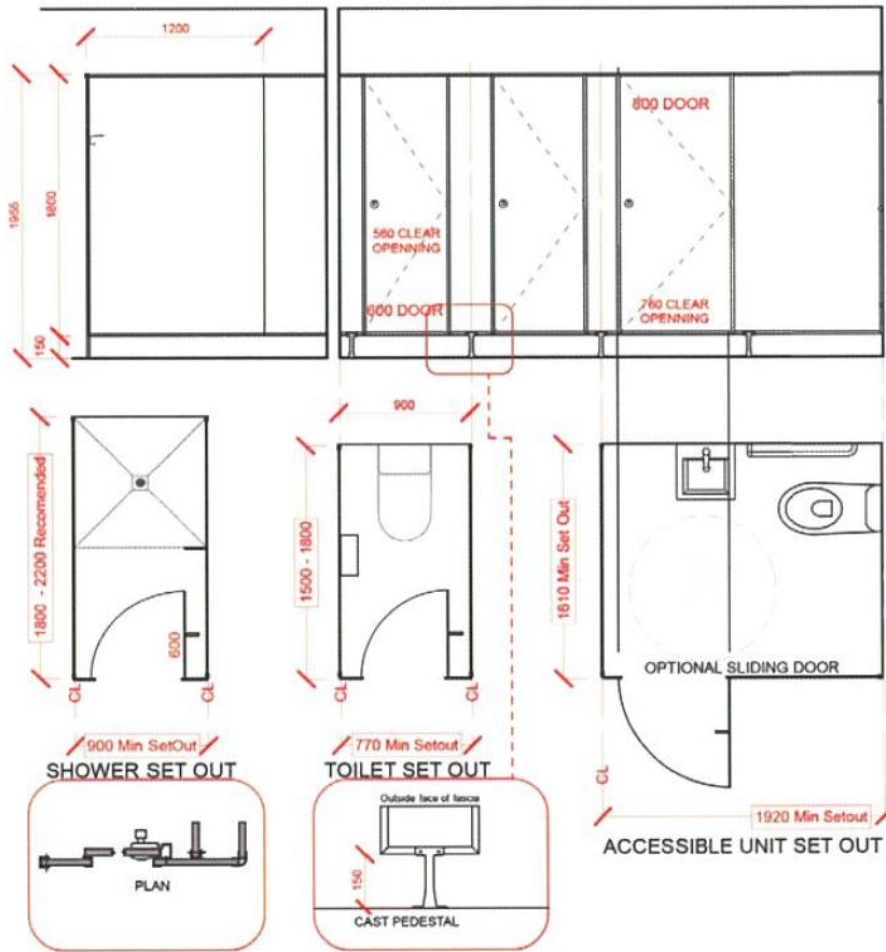 1200
1955
1800
150
800 DOOR
560 CLEAR
OPENNING
600 DOOR
760 CLEAR
OPENNING
900
1800 - 2200 Recomended
600
CL
CL
900 Min SetOut
SHOWER SET OUT
1500 - 1800
CL
CL
770 Min Setout
TOILET SET OUT
1610 Min Set Out
OPTIONAL SLIDING DOOR
CL
1920 Min Setout
ACCESSIBLE UNIT SET OUT
PLAN
Outside face of fascia
150
CAST PEDESTAL